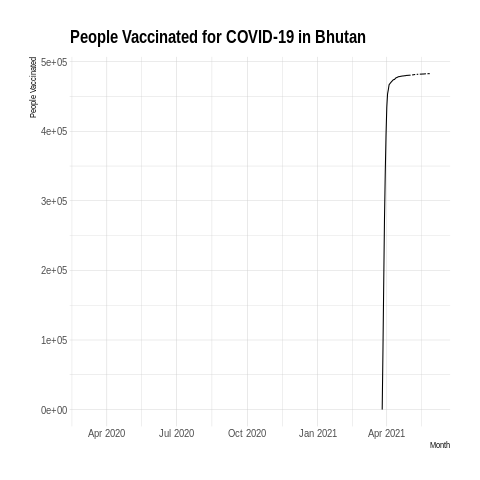 People Vaccinated for COVID-19 in Bhutan
People Vaccinated
5e+05
4e+05
3e+05
2e+05
1e+05
0e+00
Apr 2020 Jul 2020 Oct 2020 Jan 2021 Apr 2021
Month